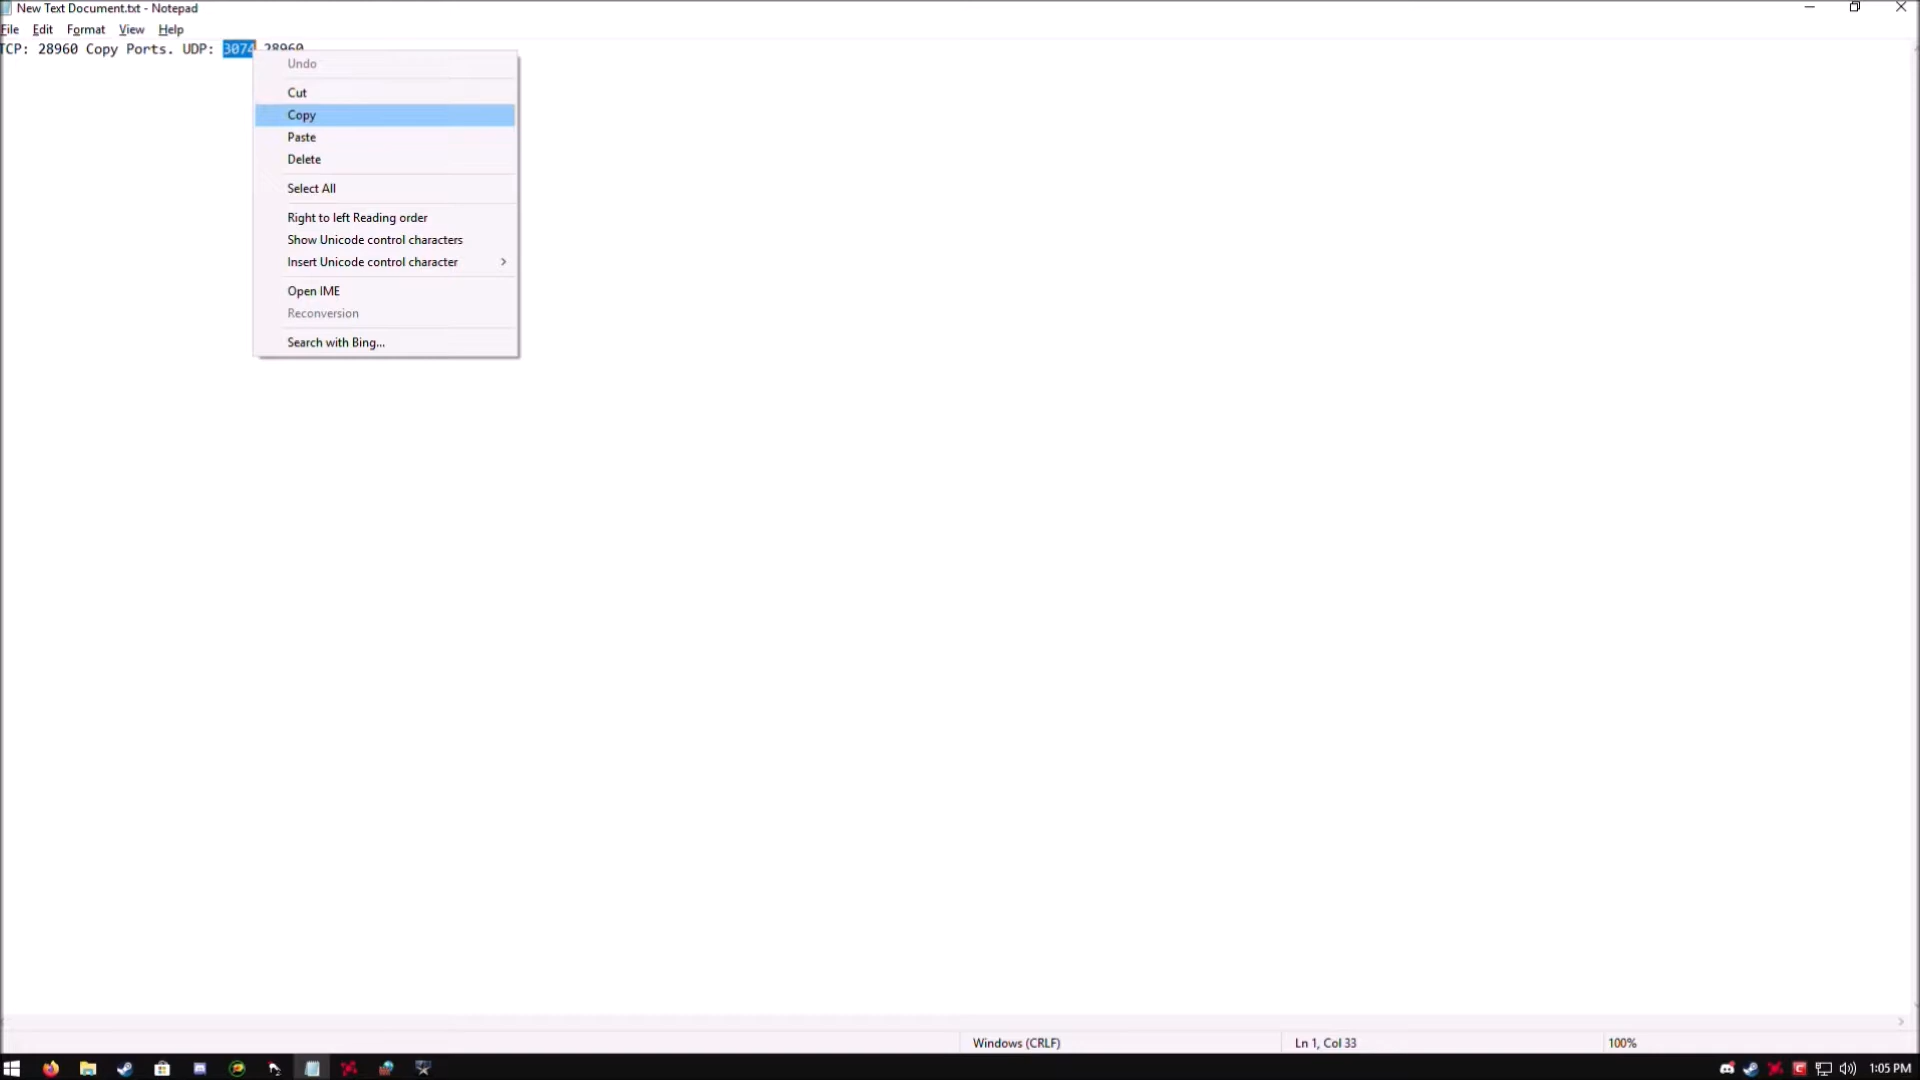 New Text Document.txt - Notepad
File Edit Format View Help
TCP: 28960 Copy Ports. UDP: 3074 28960
Undo
Cut
Copy
Paste
Delete
Select All
Right to left Reading order
Show Unicode control characters
Insert Unicode control character
Open IME
Reconversion
Search with Bing...
Windows (CRLF)
Ln 1, Col 33
100%
1:05 PM